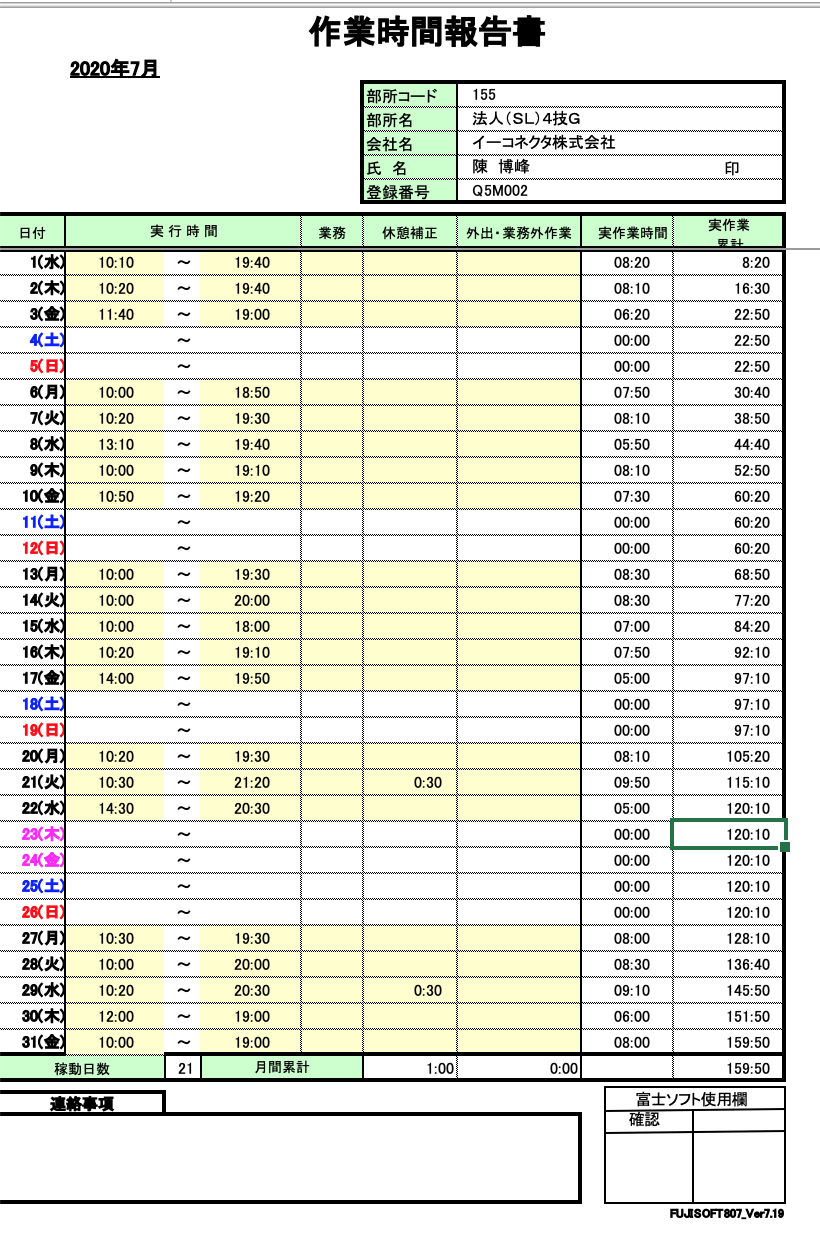 作業時間報告書
2020年7月
部所コード 155
部所名 法人(SL)4技G
会社名 イーコネクタ株式会社
氏 名 陳 博峰 印
登録番号 Q5M002
日付 実行時間 業務 休憩補正 外出・業務外作業 実作業時間 実作業
累計
1(水) 10:10 ～ 19:40 08:20 8:20
2(木) 10:20 ～ 19:40 08:10 16:30
3(金) 11:40 ～ 19:00 06:20 22:50
4(土) ～ 00:00 22:50
5(日) ～ 00:00 22:50
6(月) 10:00 ～ 18:50 07:50 30:40
7(火) 10:20 ～ 19:30 08:10 38:50
8(水) 13:10 ～ 19:40 05:50 44:40
9(木) 10:00 ～ 19:10 08:10 52:50
10(金) 10:50 ～ 19:20 07:30 60:20
11(土) ～ 00:00 60:20
12(日) ～ 00:00 60:20
13(月) 10:00 ～ 19:30 08:30 68:50
14(火) 10:00 ～ 20:00 08:30 77:20
15(水) 10:00 ～ 18:00 07:00 84:20
16(木) 10:20 ～ 19:10 07:50 92:10
17(金) 14:00 ～ 19:50 05:00 97:10
18(土) ～ 00:00 97:10
19(日) ～ 00:00 97:10
20(月) 10:20 ～ 19:30 08:10 105:20
21(火) 10:30 ～ 21:20 0:30 09:50 115:10
22(水) 14:30 ～ 20:30 05:00 120:10
23(木) ～ 00:00 120:10
24(金) ～ 00:00 120:10
25(土) ～ 00:00 120:10
26(日) ～ 00:00 120:10
27(月) 10:30 ～ 19:30 08:00 128:10
28(火) 10:00 ～ 20:00 08:30 136:40
29(水) 10:20 ～ 20:30 0:30 09:10 145:50
30(木) 12:00 ～ 19:00 06:00 151:50
31(金) 10:00 ～ 19:00 08:00 159:50
稼動日数 21 月間累計 1:00 0:00 159:50
連絡事項
富士ソフト使用欄
確認
FUJISOFT807_Ver7.19